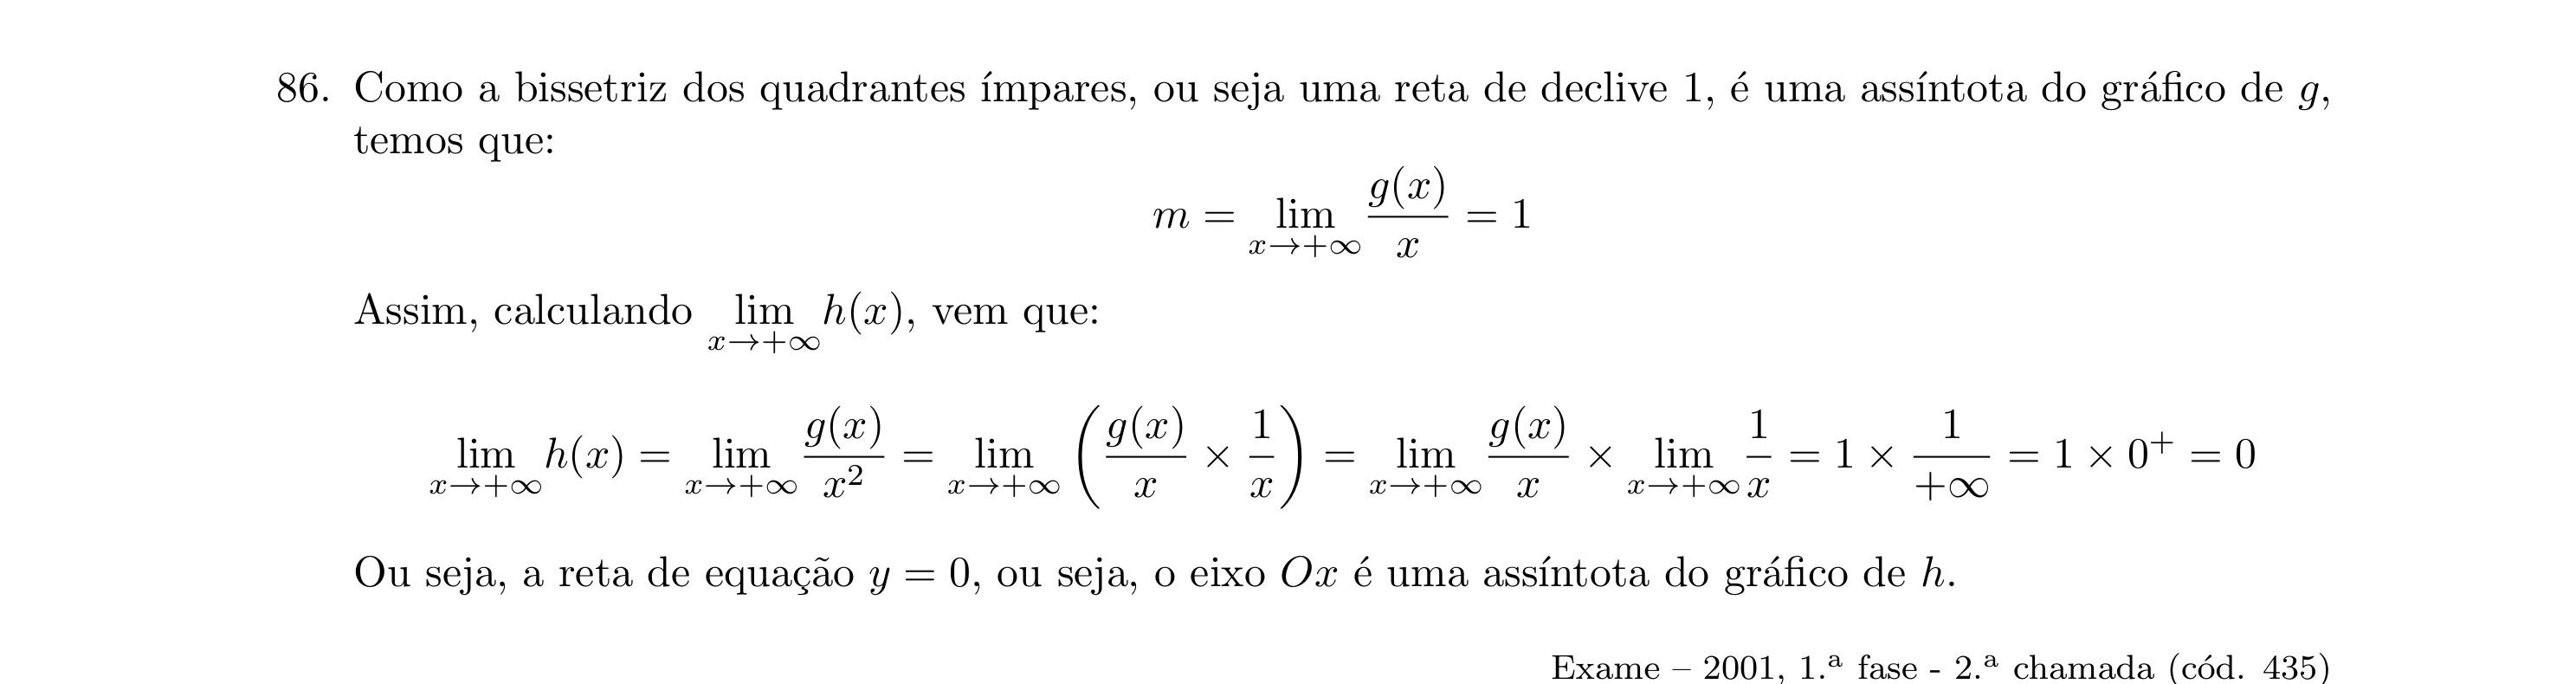 86. Como a bissetriz dos quadrantes ímpares, ou seja uma reta de declive 1, é uma assíntota do gráfico de g,
temos que:
m = lim_{x→+∞} g(x)/x = 1
Assim, calculando lim_{x→+∞} h(x), vem que:
lim_{x→+∞} h(x) = lim_{x→+∞} g(x)/x² = lim_{x→+∞} (g(x)/x × 1/x) = lim_{x→+∞} g(x)/x × lim_{x→+∞} 1/x = 1 × 1/+∞ = 1 × 0⁺ = 0
Ou seja, a reta de equação y = 0, ou seja, o eixo Ox é uma assíntota do gráfico de h.
Exame – 2001, 1.ª fase - 2.ª chamada (cód. 435)